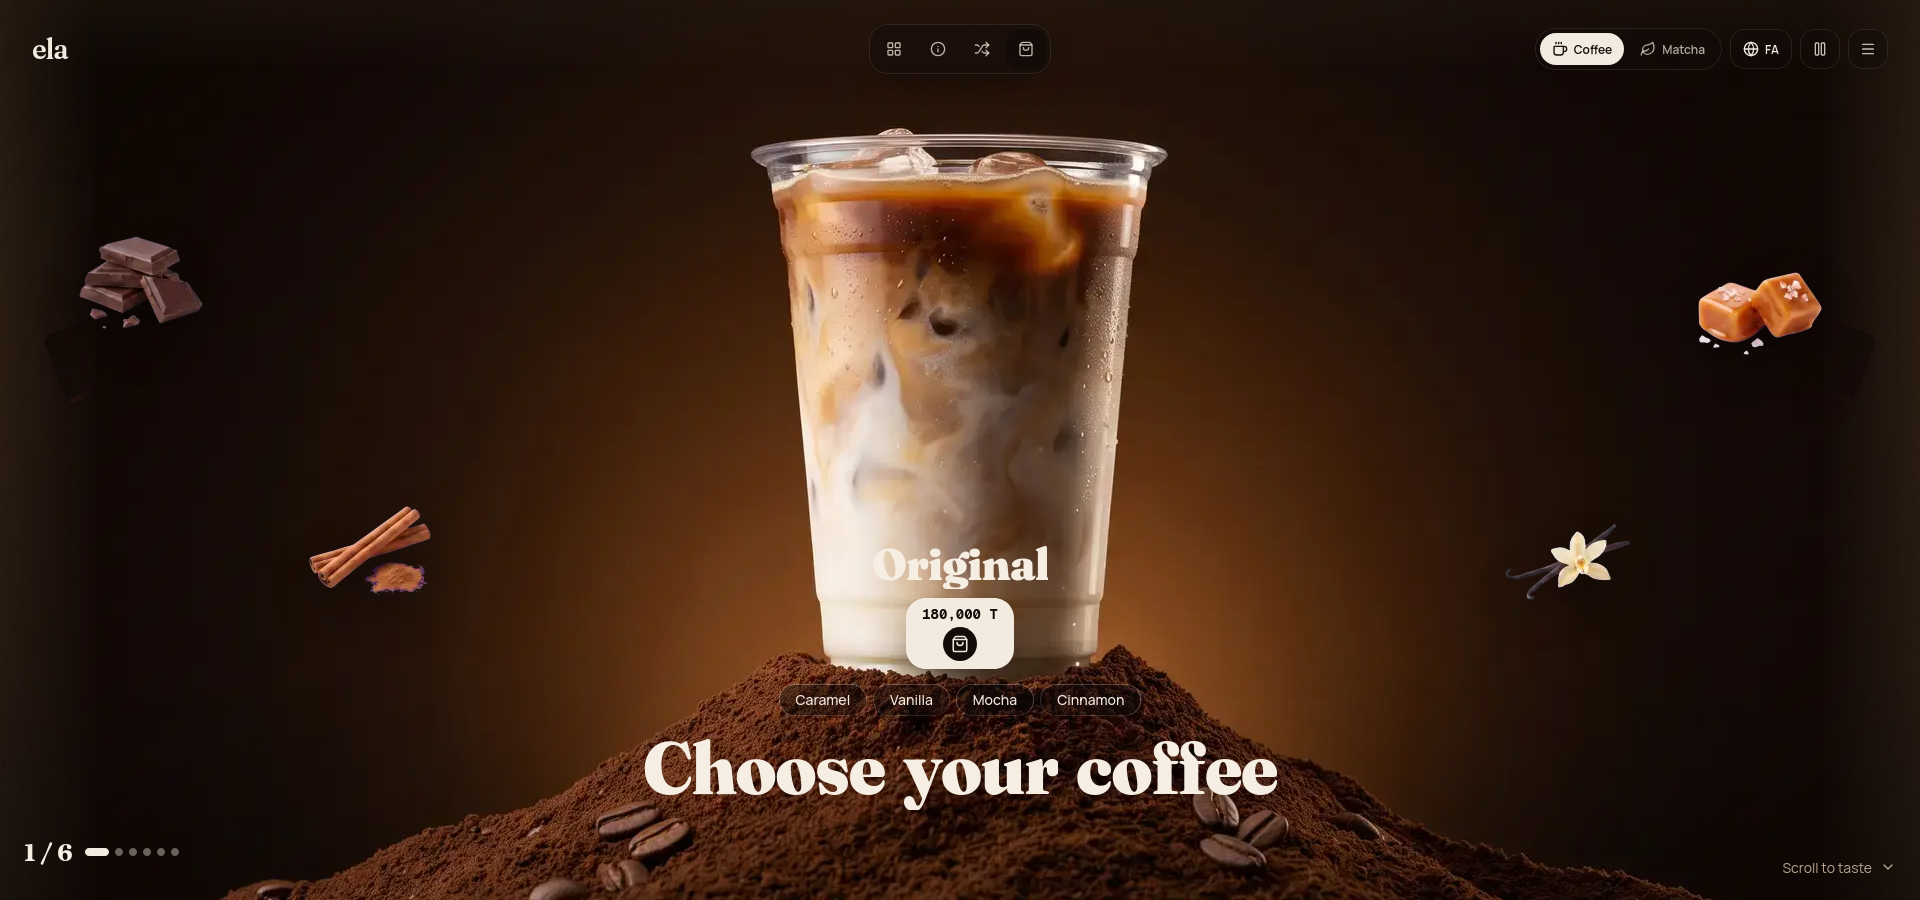 ela
Coffee
Matcha
FA
Original
180,000 T
Caramel
Vanilla
Mocha
Cinnamon
Choose your coffee
1 / 6
Scroll to taste